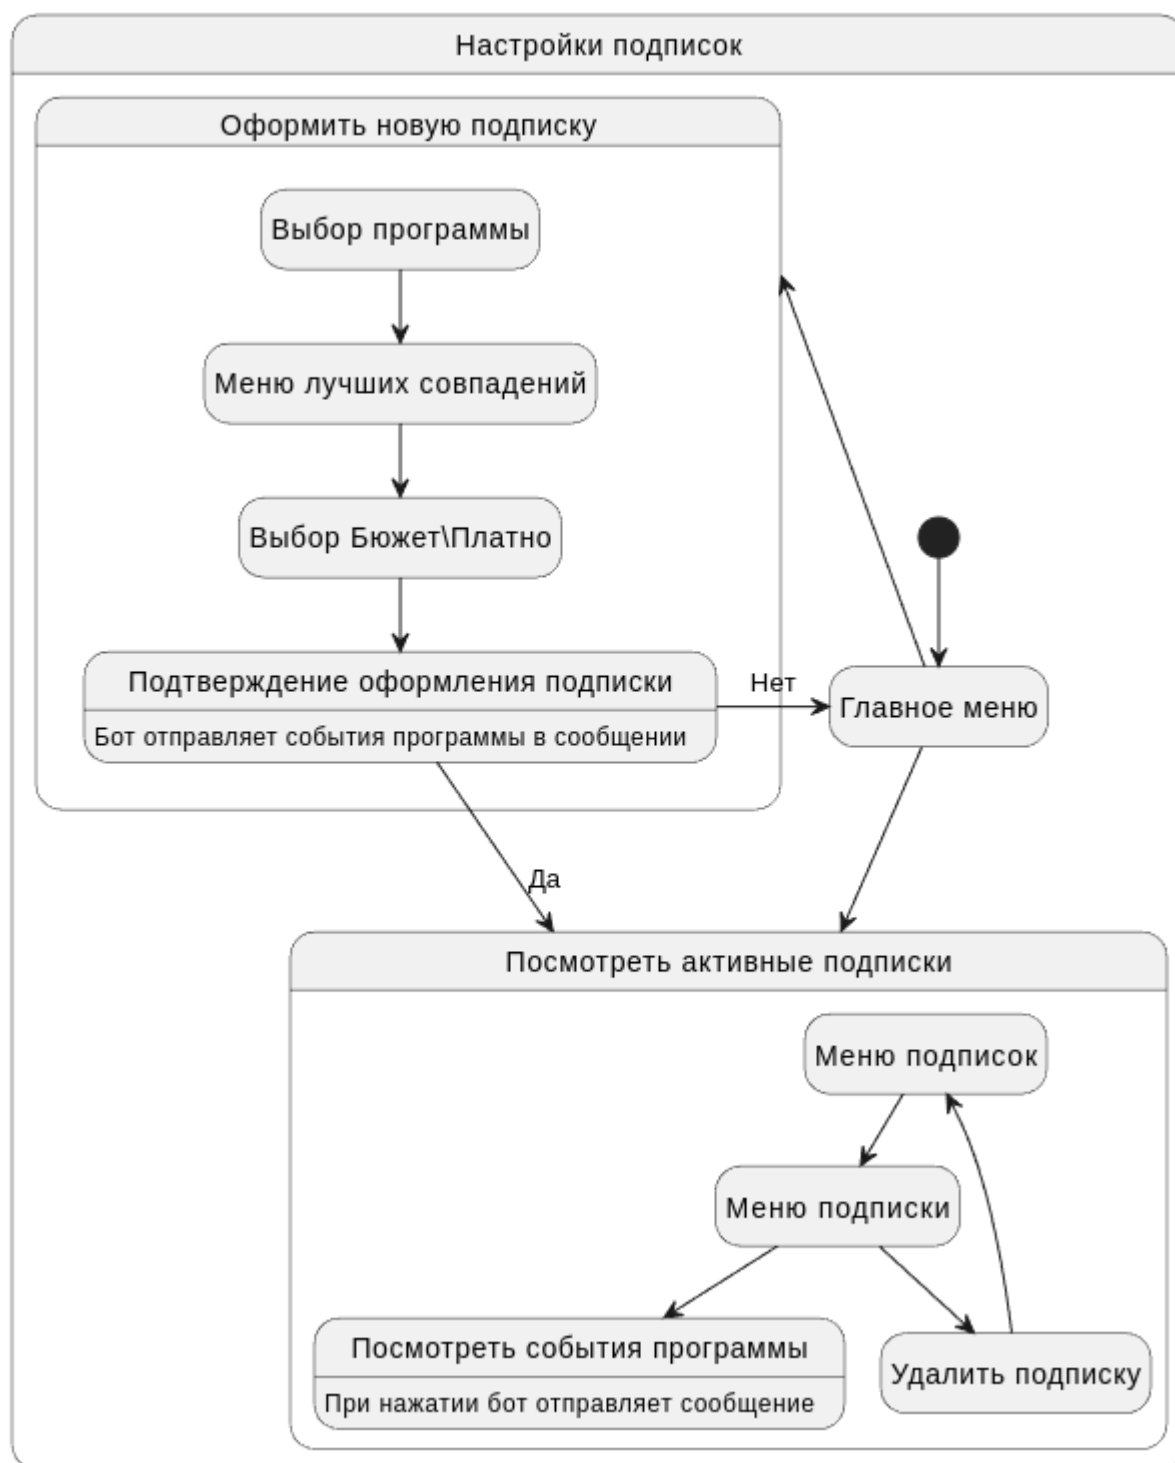 Настройки подписок
Оформить новую подписку
Выбор программы
Меню лучших совпадений
Выбор Бюжет\Платно
Подтверждение оформления подписки
Бот отправляет события программы в сообщении
Нет
Главное меню
Да
Посмотреть активные подписки
Меню подписок
Меню подписки
Посмотреть события программы
При нажатии бот отправляет сообщение
Удалить подписку